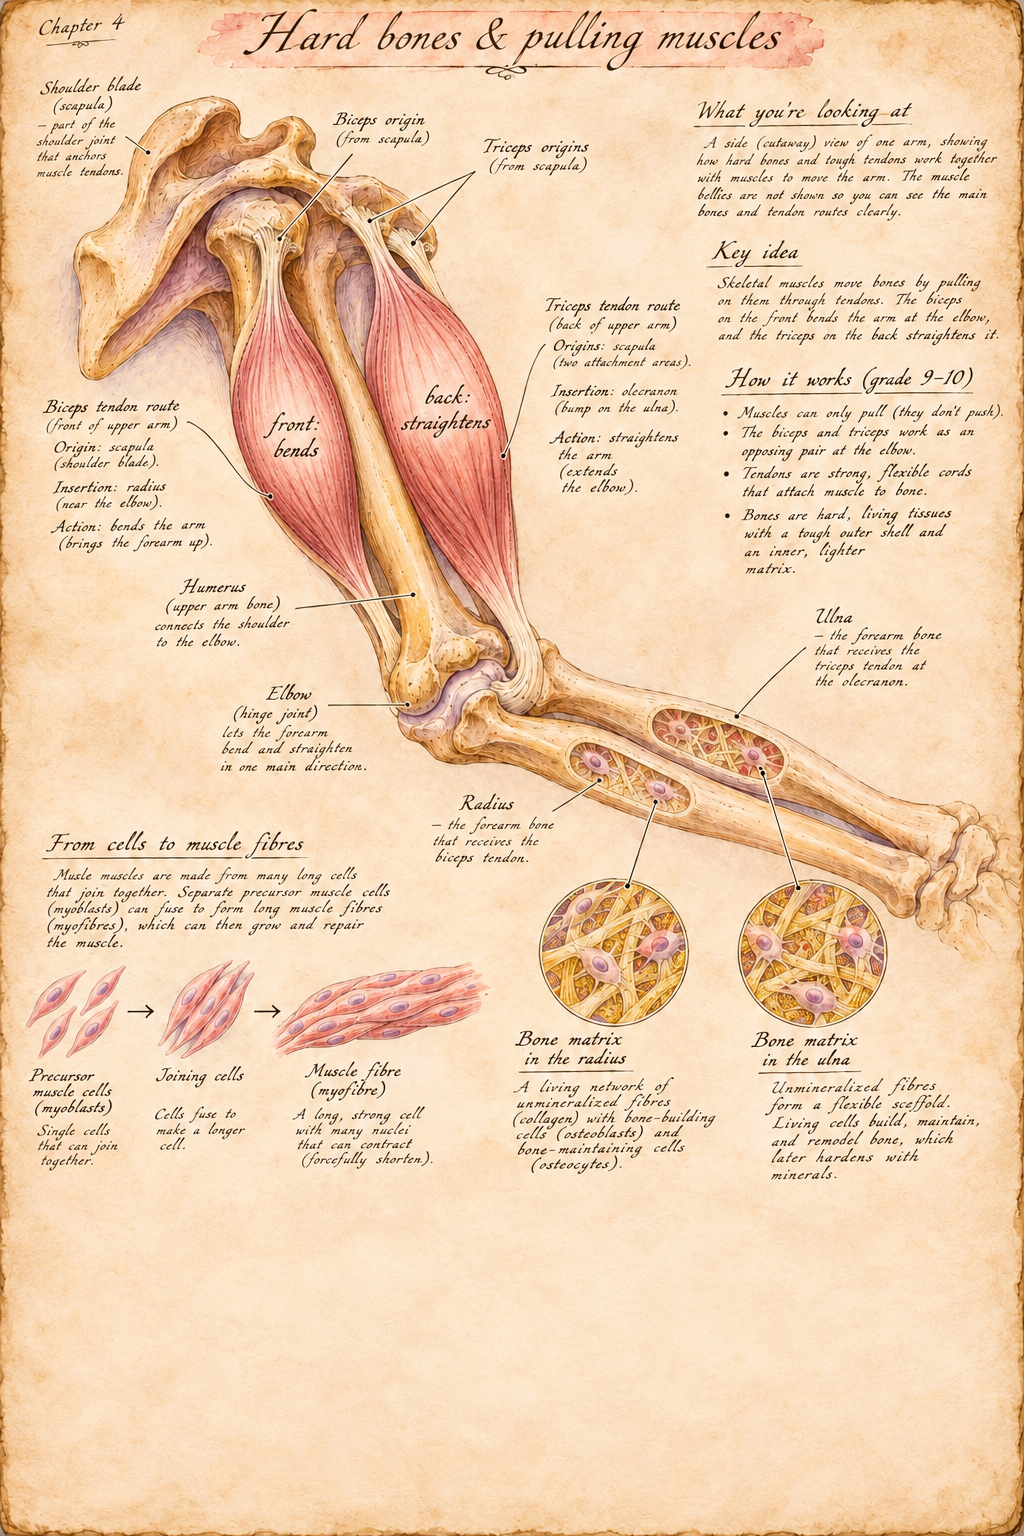 Chapter 4
Hard bones & pulling muscles
Shoulder blade
(scapula)
– part of the
shoulder joint
that anchors
muscle tendons.
Biceps origin
(from scapula)
Triceps origins
(from scapula)
What you're looking at
A side (cutaway) view of one arm, showing
how hard bones and tough tendons work together
with muscles to move the arm. The muscle
bellies are not shown so you can see the main
bones and tendon routes clearly.
Key idea
Skeletal muscles move bones by pulling
on them through tendons. The biceps
on the front bends the arm at the elbow,
and the triceps on the back straightens it.
Triceps tendon route
(back of upper arm)
Origins: scapula
(two attachment areas).
Insertion: olecranon
(bump on the ulna).
Action: straightens
the arm
(extends
the elbow).
How it works (grade 9–10)
• Muscles can only pull (they don't push).
• The biceps and triceps work as an
opposing pair at the elbow.
• Tendons are strong, flexible cords
that attach muscle to bone.
• Bones are hard, living tissues
with a tough outer shell and
an inner, lighter
matrix.
Biceps tendon route
(front of upper arm)
Origin: scapula
(shoulder blade).
Insertion: radius
(near the elbow).
Action: bends the arm
(brings the forearm up).
front:
bends
back:
straightens
Humerus
(upper arm bone)
connects the shoulder
to the elbow.
Ulna
– the forearm bone
that receives the
triceps tendon at
the olecranon.
Elbow
(hinge joint)
lets the forearm
bend and straighten
in one main direction.
Radius
– the forearm bone
that receives the
biceps tendon.
From cells to muscle fibres
Musle muscles are made from many long cells
that join together. Separate precursor muscle cells
(myoblasts) can fuse to form long muscle fibres
(myofibres), which can then grow and repair
the muscle.
Precursor
muscle cells
(myoblasts)
Single cells
that can join
together.
Joining cells
Cells fuse to
make a longer
cell.
Muscle fibre
(myofibre)
A long, strong cell
with many nuclei
that can contract
(forcefully shorten).
Bone matrix
in the radius
A living network of
unmineralized fibres
(collagen) with bone-building
cells (osteoblasts) and
bone-maintaining cells
(osteocytes).
Bone matrix
in the ulna
Unmineralized fibres
form a flexible sceffold.
Living cells build, maintain,
and remodel bone, which
later hardens with
minerals.